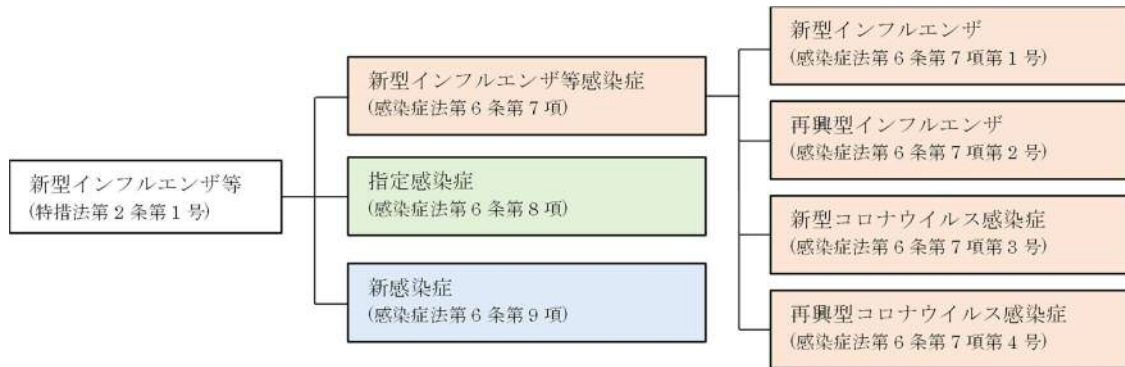 新型インフルエンザ等
(特措法第2条第1号)
新型インフルエンザ等感染症
(感染症法第6条第7項)
指定感染症
(感染症法第6条第8項)
新感染症
(感染症法第6条第9項)
新型インフルエンザ
(感染症法第6条第7項第1号)
再興型インフルエンザ
(感染症法第6条第7項第2号)
新型コロナウイルス感染症
(感染症法第6条第7項第3号)
再興型コロナウイルス感染症
(感染症法第6条第7項第4号)